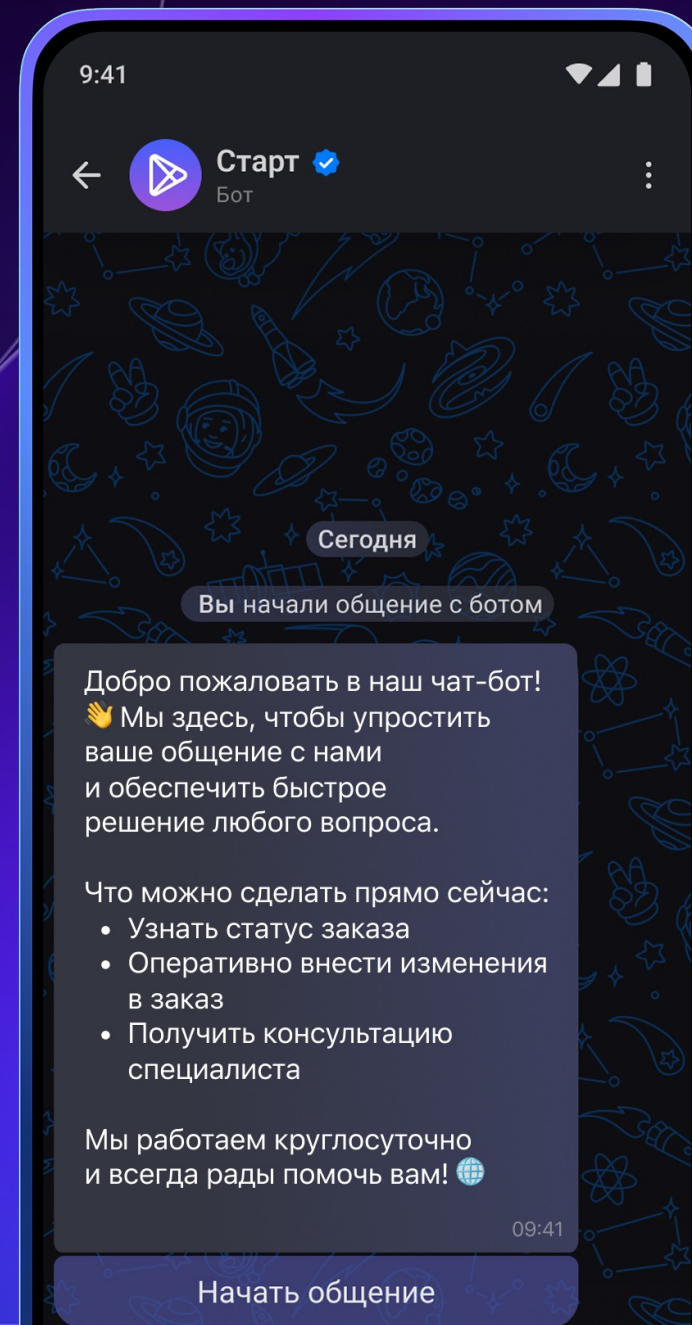 9:41
Старт
Бот
Сегодня
Вы начали общение с ботом
Добро пожаловать в наш чат-бот!
👋 Мы здесь, чтобы упростить
ваше общение с нами
и обеспечить быстрое
решение любого вопроса.
Что можно сделать прямо сейчас:
• Узнать статус заказа
• Оперативно внести изменения
в заказ
• Получить консультацию
специалиста
Мы работаем круглосуточно
и всегда рады помочь вам! 🌐
09:41
Начать общение